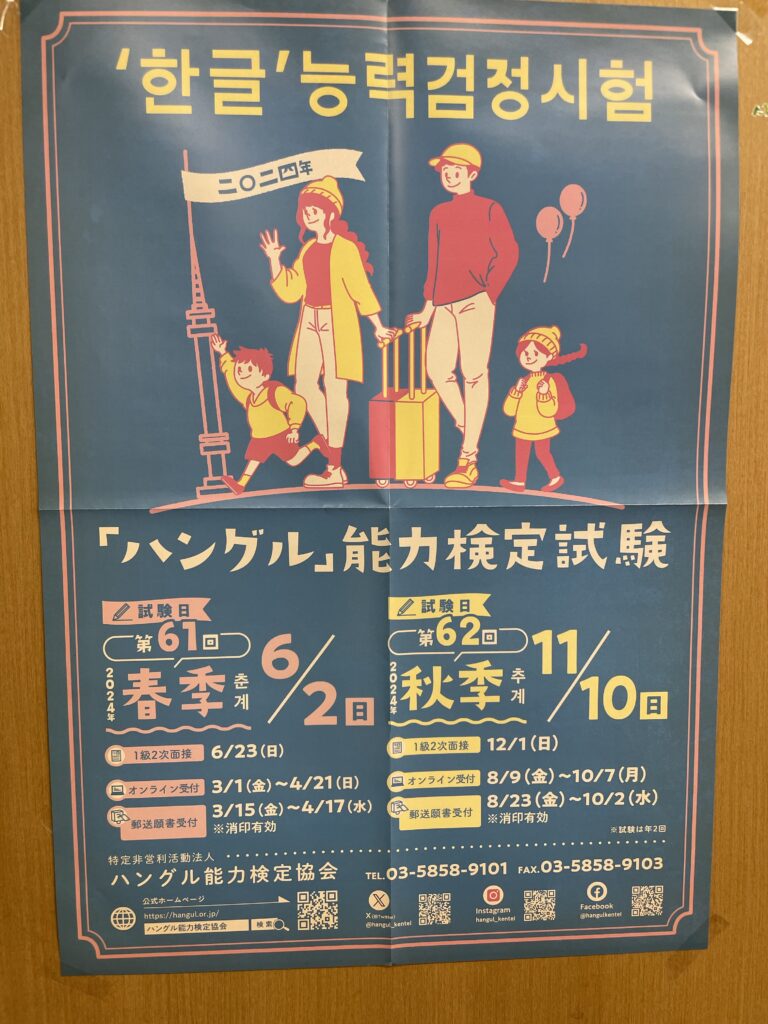 ‘한글’능력검정시험
二〇二四年
「ハングル」能力検定試験
試験日
第61回
2024年
春季
춘계
6/2日
1級2次面接 6/23(日)
オンライン受付 3/1(金)～4/21(日)
郵送願書受付 3/15(金)～4/17(水)
※消印有効
試験日
第62回
2024年
秋季
추계
11/10日
1級2次面接 12/1(日)
オンライン受付 8/9(金)～10/7(月)
郵送願書受付 8/23(金)～10/2(水)
※消印有効
※試験は年2回
特定非営利活動法人
ハングル能力検定協会
TEL.03-5858-9101 FAX.03-5858-9103
公式ホームページ
https://hangul.or.jp/
ハングル能力検定協会 検索
X(旧Twitter)
@hangul_kentei
Instagram
hangul_kentei
Facebook
@hangulkentei